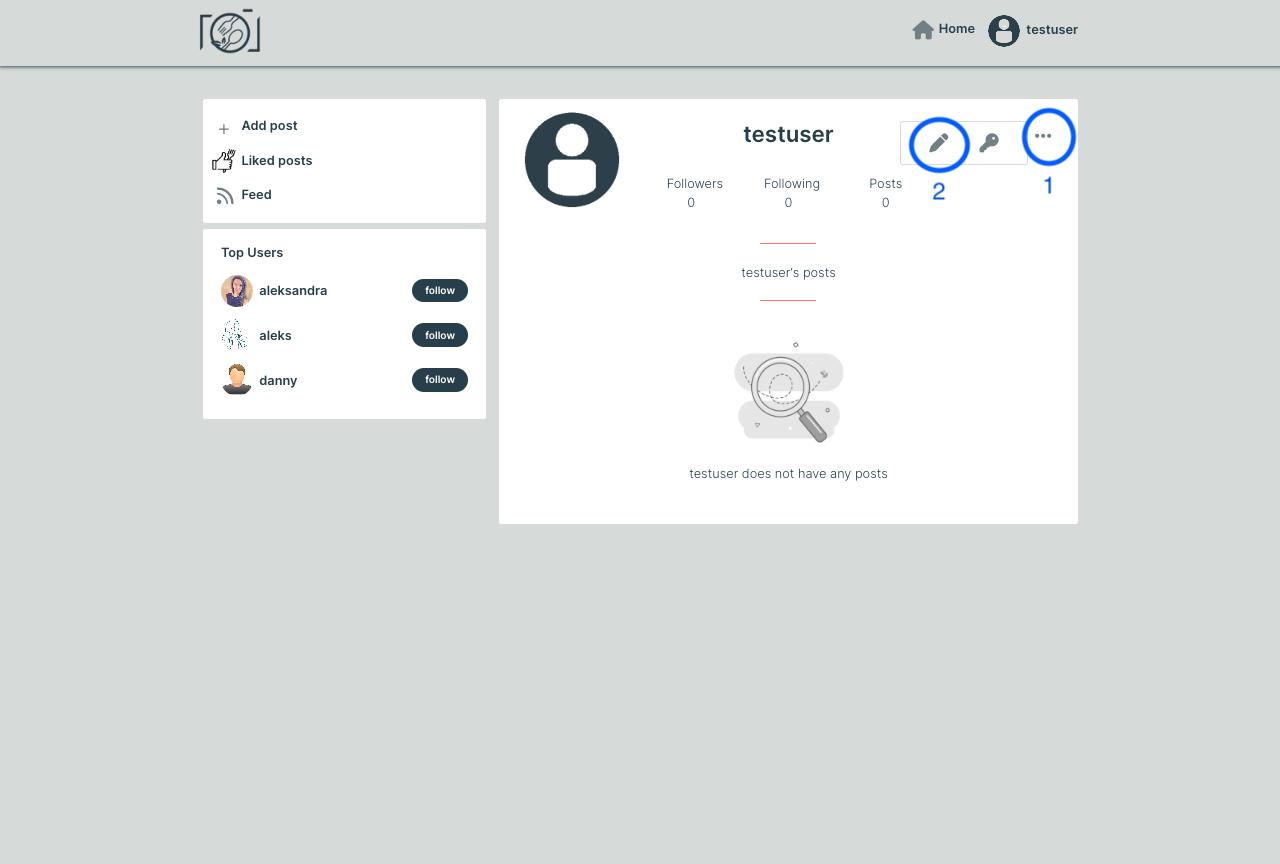 Home
testuser
Add post
Liked posts
Feed
Top Users
aleksandra
follow
aleks
follow
danny
follow
testuser
2
1
Followers
Following
Posts
0
0
0
testuser's posts
testuser does not have any posts